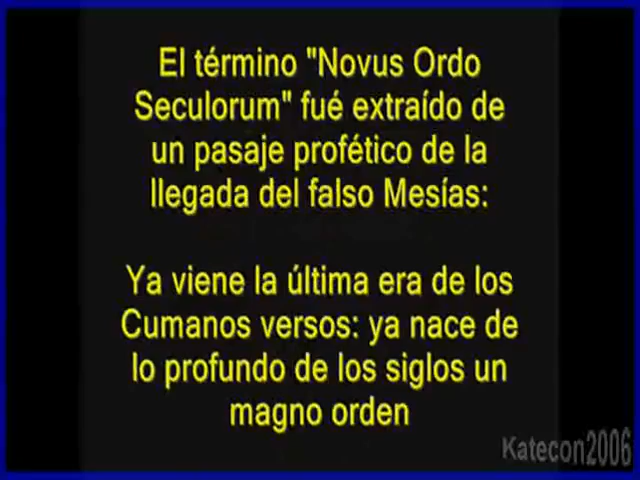 El término "Novus Ordo
Seculorum" fué extraído de
un pasaje profético de la
llegada del falso Mesías:
Ya viene la última era de los
Cumanos versos: ya nace de
lo profundo de los siglos un
magno orden
Katecon2006